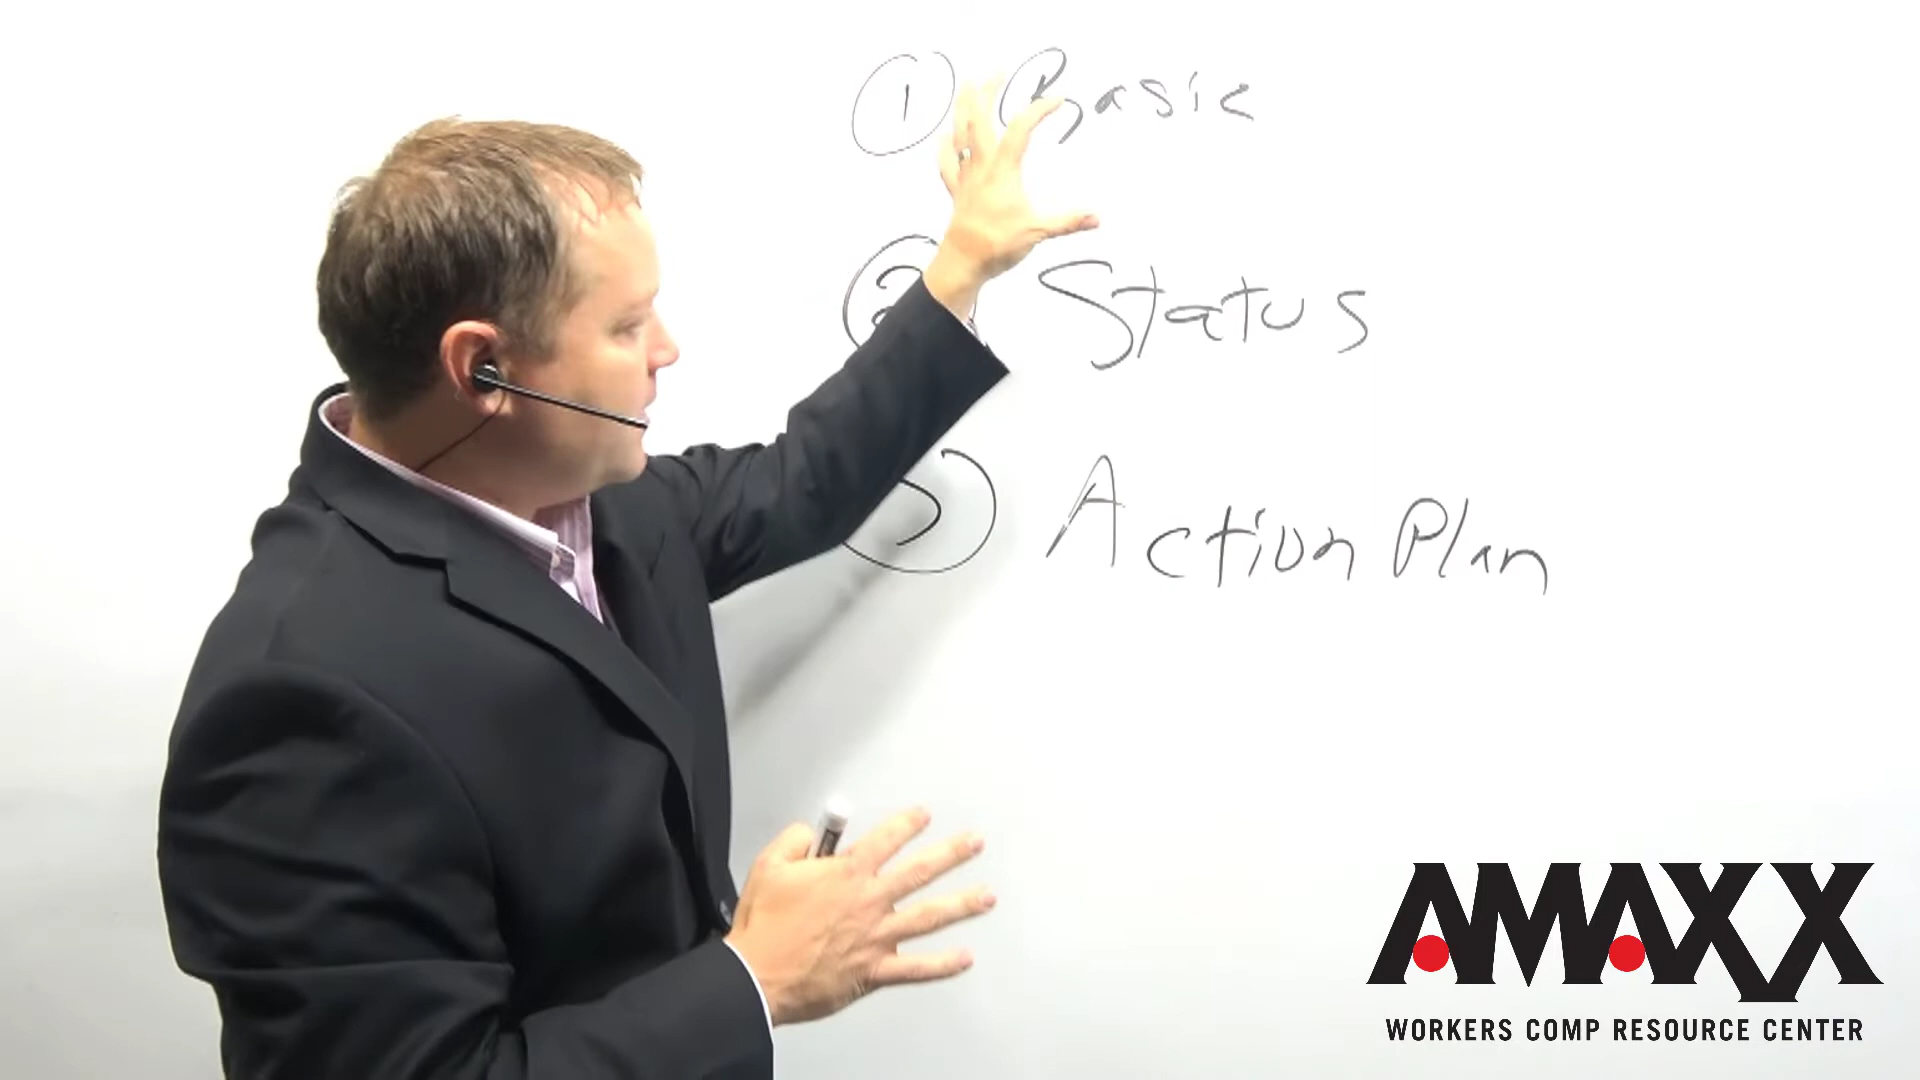 1 Basic
2 Status
3 Action Plan
AMAXX
WORKERS COMP RESOURCE CENTER